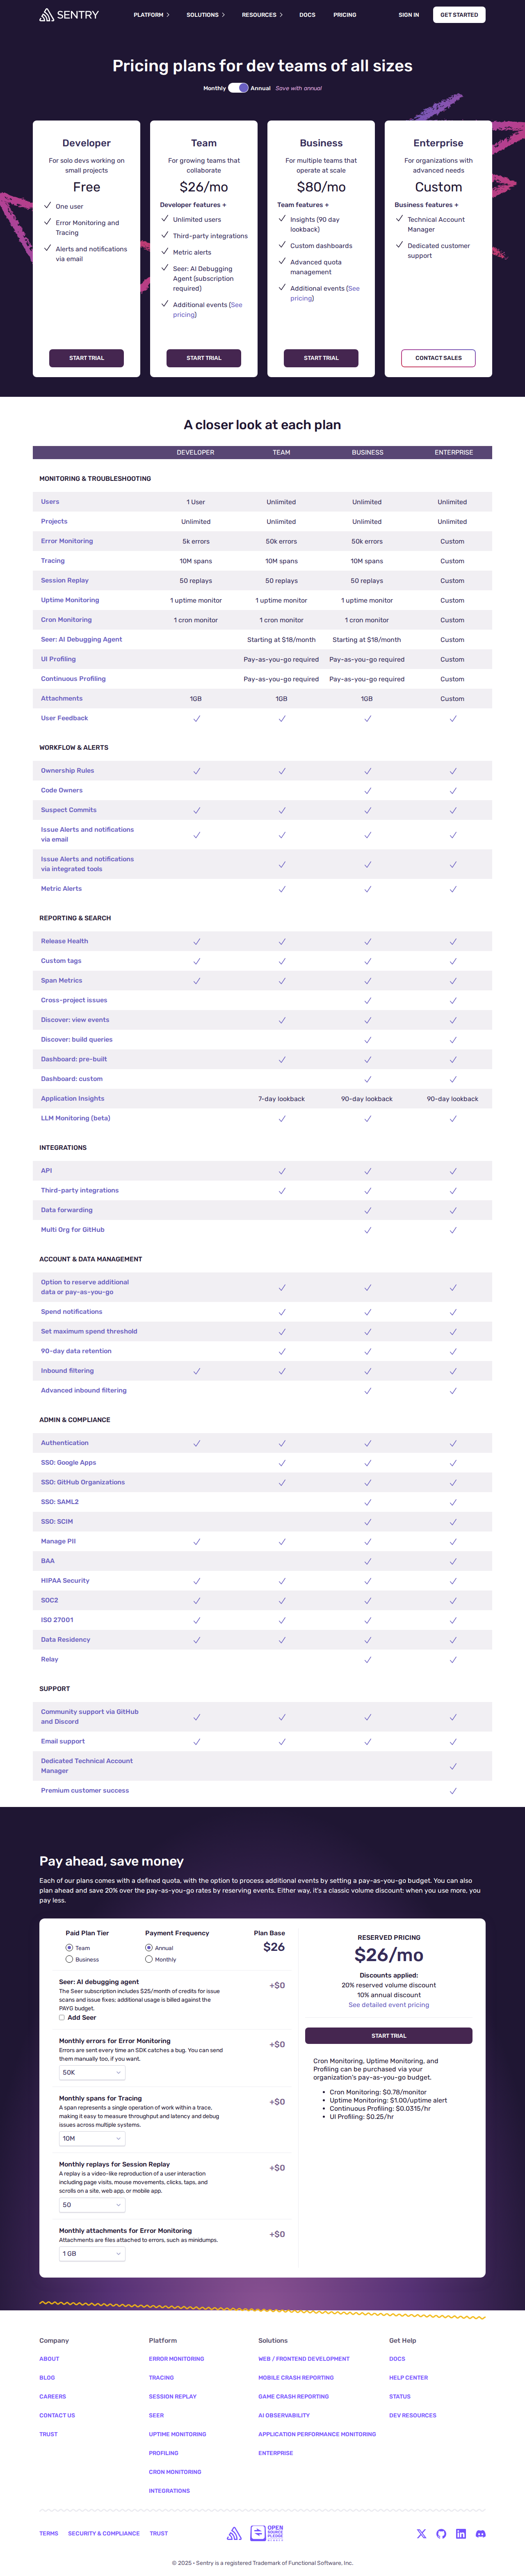 SENTRY
PLATFORM
SOLUTIONS
RESOURCES
DOCS
PRICING
SIGN IN
GET STARTED
Pricing plans for dev teams of all sizes
Monthly Annual Save with annual
Developer
For solo devs working on
small projects
Free
One user
Error Monitoring and
Tracing
Alerts and notifications
via email
START TRIAL
Team
For growing teams that
collaborate
$26/mo
Developer features +
Unlimited users
Third-party integrations
Metric alerts
Seer: AI Debugging
Agent (subscription
required)
Additional events (See
pricing)
START TRIAL
Business
For multiple teams that
operate at scale
$80/mo
Team features +
Insights (90 day
lookback)
Custom dashboards
Advanced quota
management
Additional events (See
pricing)
START TRIAL
Enterprise
For organizations with
advanced needs
Custom
Business features +
Technical Account
Manager
Dedicated customer
support
CONTACT SALES
A closer look at each plan
DEVELOPER TEAM BUSINESS ENTERPRISE
MONITORING & TROUBLESHOOTING
Users 1 User Unlimited Unlimited Unlimited
Projects Unlimited Unlimited Unlimited Unlimited
Error Monitoring 5k errors 50k errors 50k errors Custom
Tracing 10M spans 10M spans 10M spans Custom
Session Replay 50 replays 50 replays 50 replays Custom
Uptime Monitoring 1 uptime monitor 1 uptime monitor 1 uptime monitor Custom
Cron Monitoring 1 cron monitor 1 cron monitor 1 cron monitor Custom
Seer: AI Debugging Agent Starting at $18/month Starting at $18/month Custom
UI Profiling Pay-as-you-go required Pay-as-you-go required Custom
Continuous Profiling Pay-as-you-go required Pay-as-you-go required Custom
Attachments 1GB 1GB 1GB Custom
User Feedback
WORKFLOW & ALERTS
Ownership Rules
Code Owners
Suspect Commits
Issue Alerts and notifications
via email
Issue Alerts and notifications
via integrated tools
Metric Alerts
REPORTING & SEARCH
Release Health
Custom tags
Span Metrics
Cross-project issues
Discover: view events
Discover: build queries
Dashboard: pre-built
Dashboard: custom
Application Insights 7-day lookback 90-day lookback 90-day lookback
LLM Monitoring (beta)
INTEGRATIONS
API
Third-party integrations
Data forwarding
Multi Org for GitHub
ACCOUNT & DATA MANAGEMENT
Option to reserve additional
data or pay-as-you-go
Spend notifications
Set maximum spend threshold
90-day data retention
Inbound filtering
Advanced inbound filtering
ADMIN & COMPLIANCE
Authentication
SSO: Google Apps
SSO: GitHub Organizations
SSO: SAML2
SSO: SCIM
Manage PII
BAA
HIPAA Security
SOC2
ISO 27001
Data Residency
Relay
SUPPORT
Community support via GitHub
and Discord
Email support
Dedicated Technical Account
Manager
Premium customer success
Pay ahead, save money
Each of our plans comes with a defined quota, with the option to process additional events by setting a pay-as-you-go budget. You can also
plan ahead and save 20% over the pay-as-you-go rates by reserving events. Either way, it's a classic volume discount: when you use more, you
pay less.
Paid Plan Tier
Team
Business
Payment Frequency
Annual
Monthly
Plan Base
$26
Seer: AI debugging agent +$0
The Seer subscription includes $25/month of credits for issue
scans and issue fixes; additional usage is billed against the
PAYG budget.
Add Seer
Monthly errors for Error Monitoring +$0
Errors are sent every time an SDK catches a bug. You can send
them manually too, if you want.
50K
Monthly spans for Tracing +$0
A span represents a single operation of work within a trace,
making it easy to measure throughput and latency and debug
issues across multiple systems.
10M
Monthly replays for Session Replay +$0
A replay is a video-like reproduction of a user interaction
including page visits, mouse movements, clicks, taps, and
scrolls on a site, web app, or mobile app.
50
Monthly attachments for Error Monitoring +$0
Attachments are files attached to errors, such as minidumps.
1 GB
RESERVED PRICING
$26/mo
Discounts applied:
20% reserved volume discount
10% annual discount
See detailed event pricing
START TRIAL
Cron Monitoring, Uptime Monitoring, and
Profiling can be purchased via your
organization's pay-as-you-go budget.
• Cron Monitoring: $0.78/monitor
• Uptime Monitoring: $1.00/uptime alert
• Continuous Profiling: $0.0315/hr
• UI Profiling: $0.25/hr
Company
ABOUT
BLOG
CAREERS
CONTACT US
TRUST
Platform
ERROR MONITORING
TRACING
SESSION REPLAY
SEER
UPTIME MONITORING
PROFILING
CRON MONITORING
INTEGRATIONS
Solutions
WEB / FRONTEND DEVELOPMENT
MOBILE CRASH REPORTING
GAME CRASH REPORTING
AI OBSERVABILITY
APPLICATION PERFORMANCE MONITORING
ENTERPRISE
Get Help
DOCS
HELP CENTER
STATUS
DEV RESOURCES
TERMS
SECURITY & COMPLIANCE
TRUST
OPEN
SOURCE
PLEDGE
© 2025 • Sentry is a registered Trademark of Functional Software, Inc.